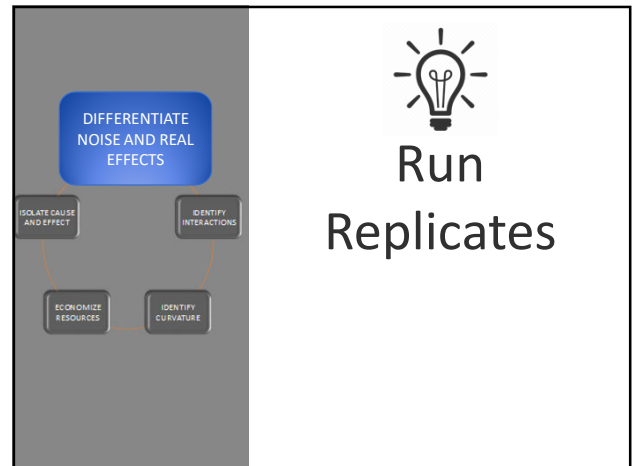 DIFFERENTIATE
NOISE AND REAL
EFFECTS
ISOLATE CAUSE
AND EFFECT
IDENTIFY
INTERACTIONS
ECONOMIZE
RESOURCES
IDENTIFY
CURVATURE
Run
Replicates